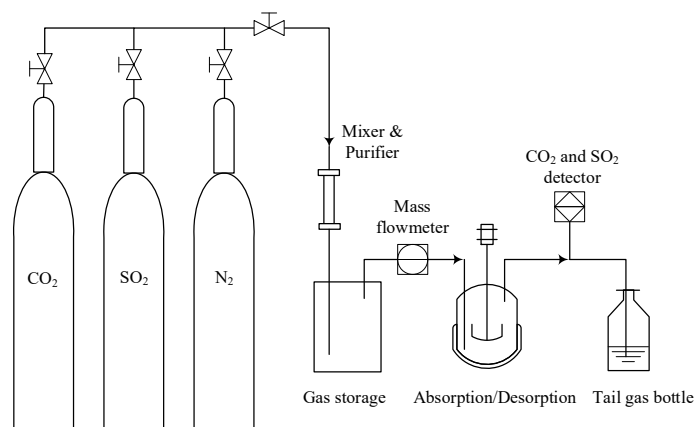 Mixer &
Purifier
CO₂ and SO₂
detector
Mass
flowmeter
CO₂
SO₂
N₂
Gas storage
Absorption/Desorption
Tail gas bottle